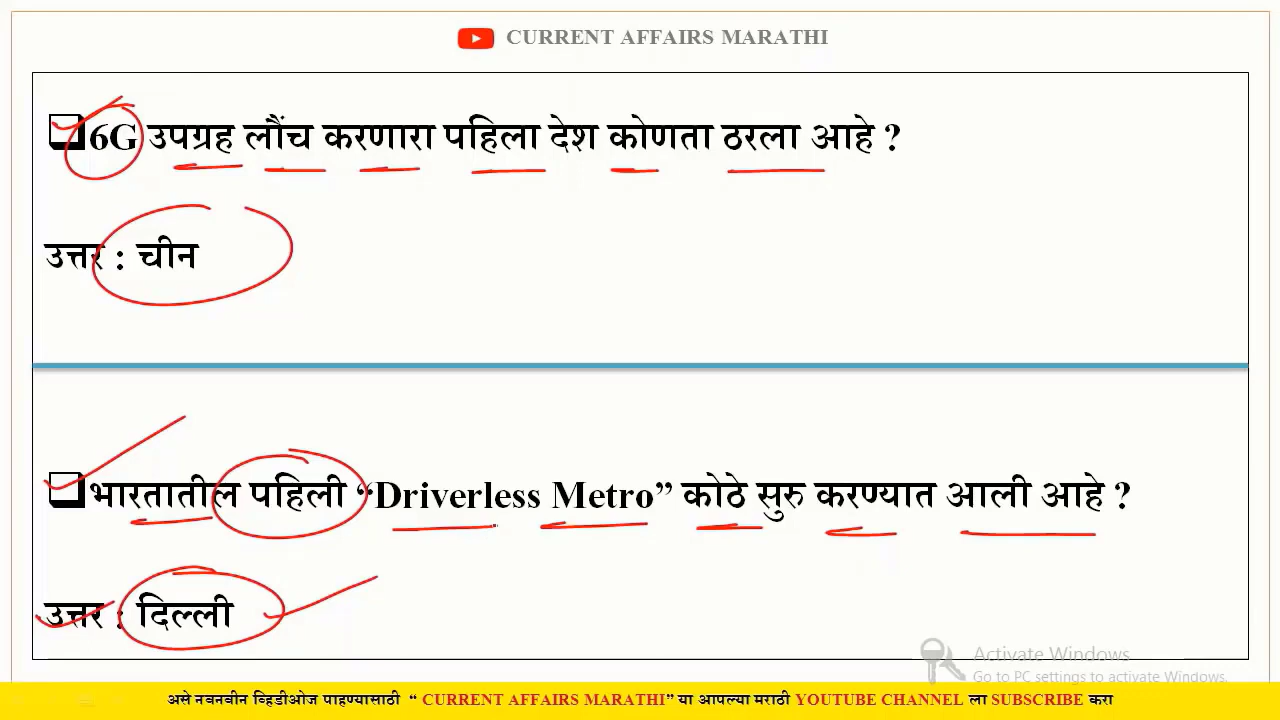 CURRENT AFFAIRS MARATHI
6G उपग्रह लौंच करणारा पहिला देश कोणता ठरला आहे ?
उत्तर : चीन
भारतातील पहिली “Driverless Metro” कोठे सुरु करण्यात आली आहे ?
उत्तर : दिल्ली
Activate Windows
Go to PC settings to activate Windows.
असे नवनवीन व्हिडीओज पाहण्यासाठी “ CURRENT AFFAIRS MARATHI” या आपल्या मराठी YOUTUBE CHANNEL ला SUBSCRIBE करा